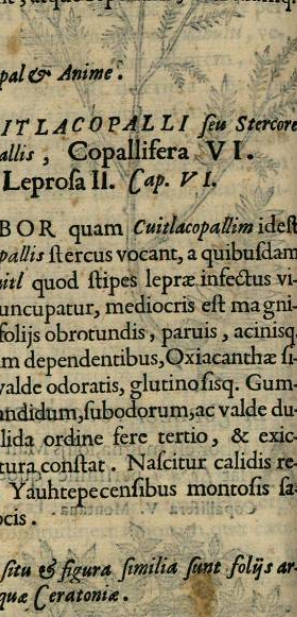 pal & Anime.
ITLACOPALLI seu Stercore
allis, Copallifera VI.
Leprosa II. Cap. VI.
BOR quam Cuitlacopallim idest
pallis stercus vocant, a quibusdam
uitl quod stipes lepræ infectus vi-
uncupatur, mediocris est magni-
folijs obrotundis, paruis, acinisq.
m dependentibus, Oxiacanthæ si-
valde odoratis, glutinosisq. Gum-
andidum, subodorum, ac valde du-
lida ordine fere tertio, & exic-
tura constat. Nascitur calidis re-
Yauhtepecensibus montosis sa-
ocis.
situ & figura similia sunt folijs ar-
quæ Ceratoniæ.